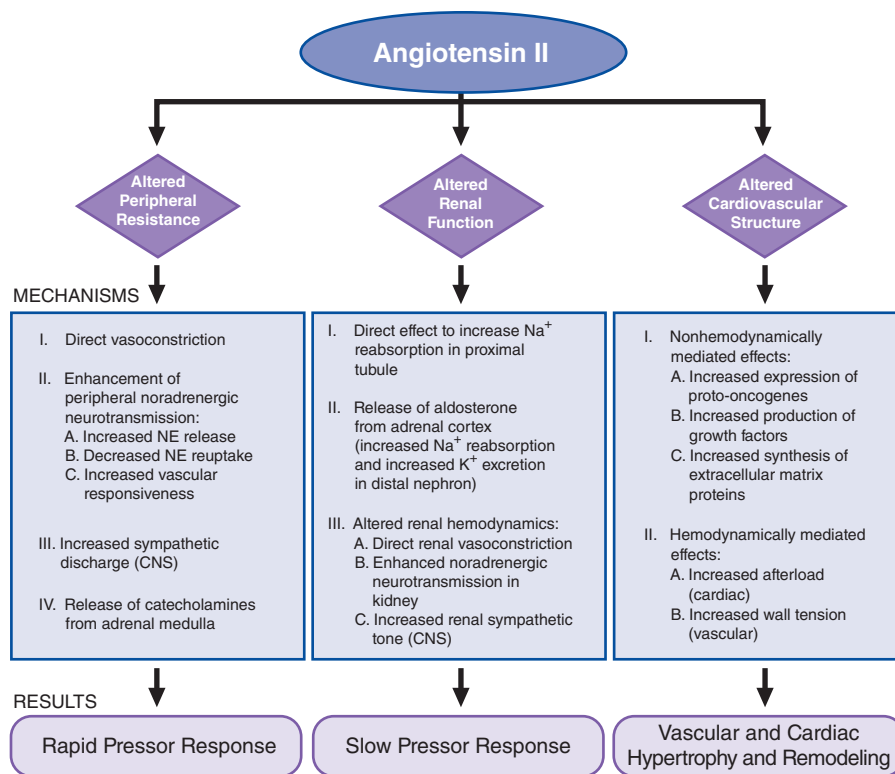 Angiotensin II
Altered
Peripheral
Resistance
Altered
Renal
Function
Altered
Cardiovascular
Structure
MECHANISMS
I. Direct vasoconstriction
II. Enhancement of
peripheral noradrenergic
neurotransmission:
A. Increased NE release
B. Decreased NE reuptake
C. Increased vascular
responsiveness
III. Increased sympathetic
discharge (CNS)
IV. Release of catecholamines
from adrenal medulla
I. Direct effect to increase Na⁺
reabsorption in proximal
tubule
II. Release of aldosterone
from adrenal cortex
(increased Na⁺ reabsorption
and increased K⁺ excretion
in distal nephron)
III. Altered renal hemodynamics:
A. Direct renal vasoconstriction
B. Enhanced noradrenergic
neurotransmission in
kidney
C. Increased renal sympathetic
tone (CNS)
I. Nonhemodynamically
mediated effects:
A. Increased expression of
proto-oncogenes
B. Increased production of
growth factors
C. Increased synthesis of
extracellular matrix
proteins
II. Hemodynamically mediated
effects:
A. Increased afterload
(cardiac)
B. Increased wall tension
(vascular)
RESULTS
Rapid Pressor Response
Slow Pressor Response
Vascular and Cardiac
Hypertrophy and Remodeling